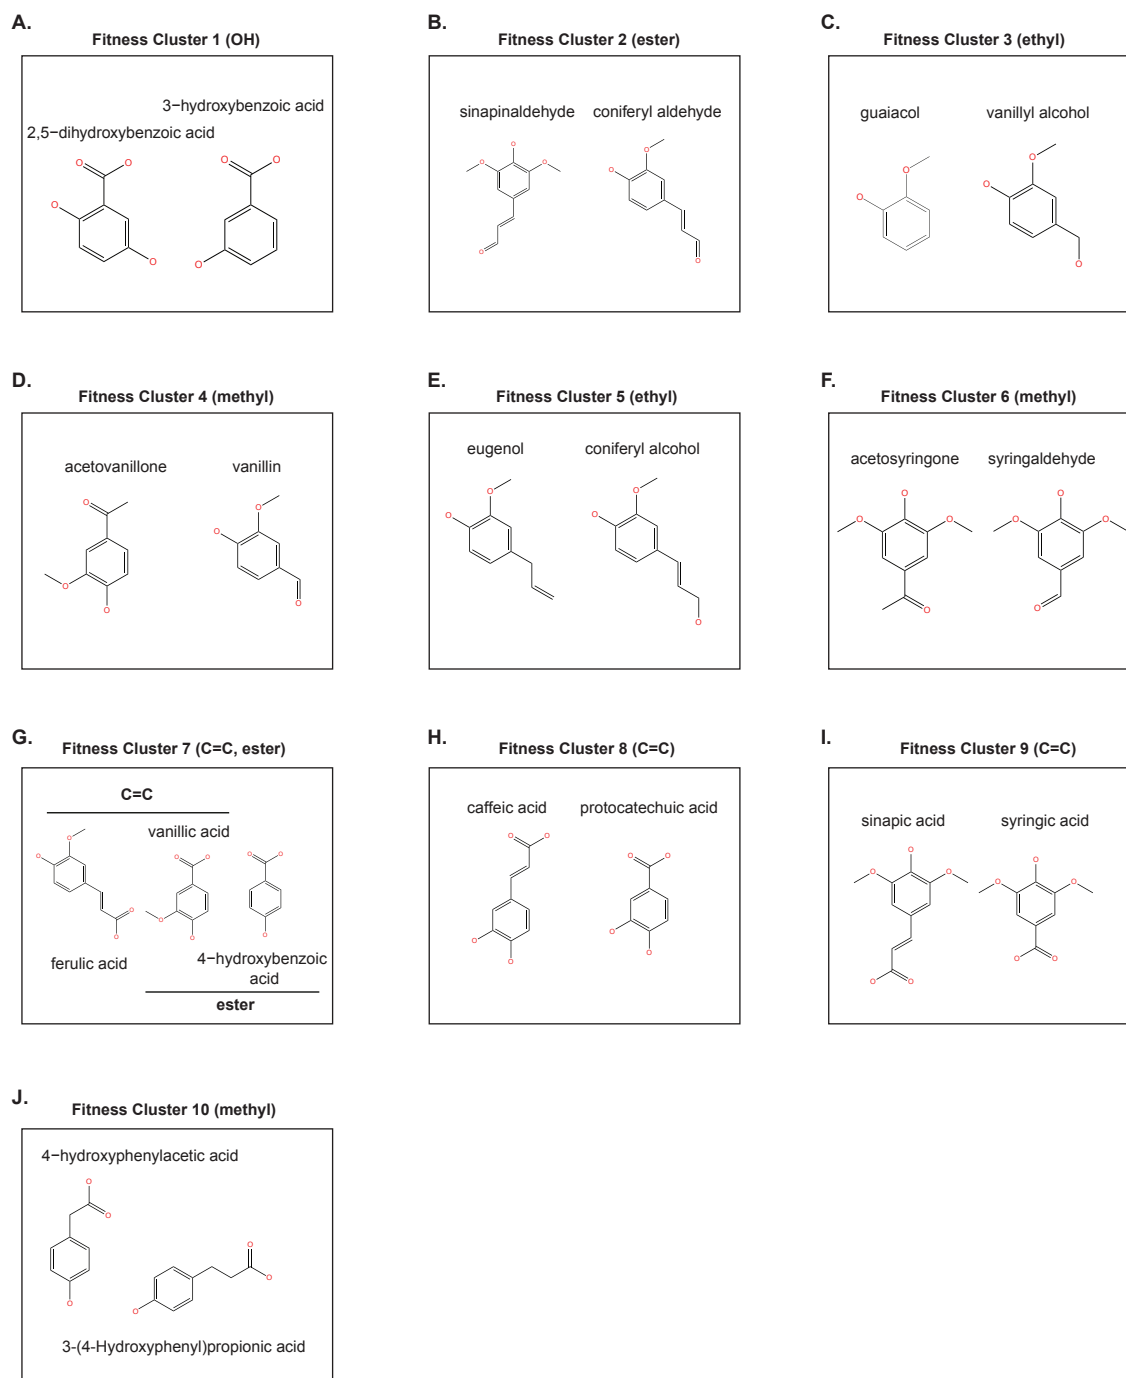 A.
Fitness Cluster 1 (OH)
3−hydroxybenzoic acid
2,5−dihydroxybenzoic acid
O
O
O
O
O
O
O
B.
Fitness Cluster 2 (ester)
sinapinaldehyde
coniferyl aldehyde
O
O
O
O
O
O
O
C.
Fitness Cluster 3 (ethyl)
guaiacol
vanillyl alcohol
O
O
O
O
O
D.
Fitness Cluster 4 (methyl)
acetovanillone
vanillin
O
O
O
O
O
O
E.
Fitness Cluster 5 (ethyl)
eugenol
coniferyl alcohol
O
O
O
O
O
F.
Fitness Cluster 6 (methyl)
acetosyringone
syringaldehyde
O
O
O
O
O
O
O
O
G.
Fitness Cluster 7 (C=C, ester)
C=C
vanillic acid
O
O
O
O
O
O
O
O
O
O
O
ferulic acid
4−hydroxybenzoic
acid
ester
H.
Fitness Cluster 8 (C=C)
caffeic acid
protocatechuic acid
O
O
O
O
O
O
O
O
I.
Fitness Cluster 9 (C=C)
sinapic acid
syringic acid
O
O
O
O
O
O
O
O
O
O
J.
Fitness Cluster 10 (methyl)
4−hydroxyphenylacetic acid
O
O
O
O
O
O
3-(4-Hydroxyphenyl)propionic acid